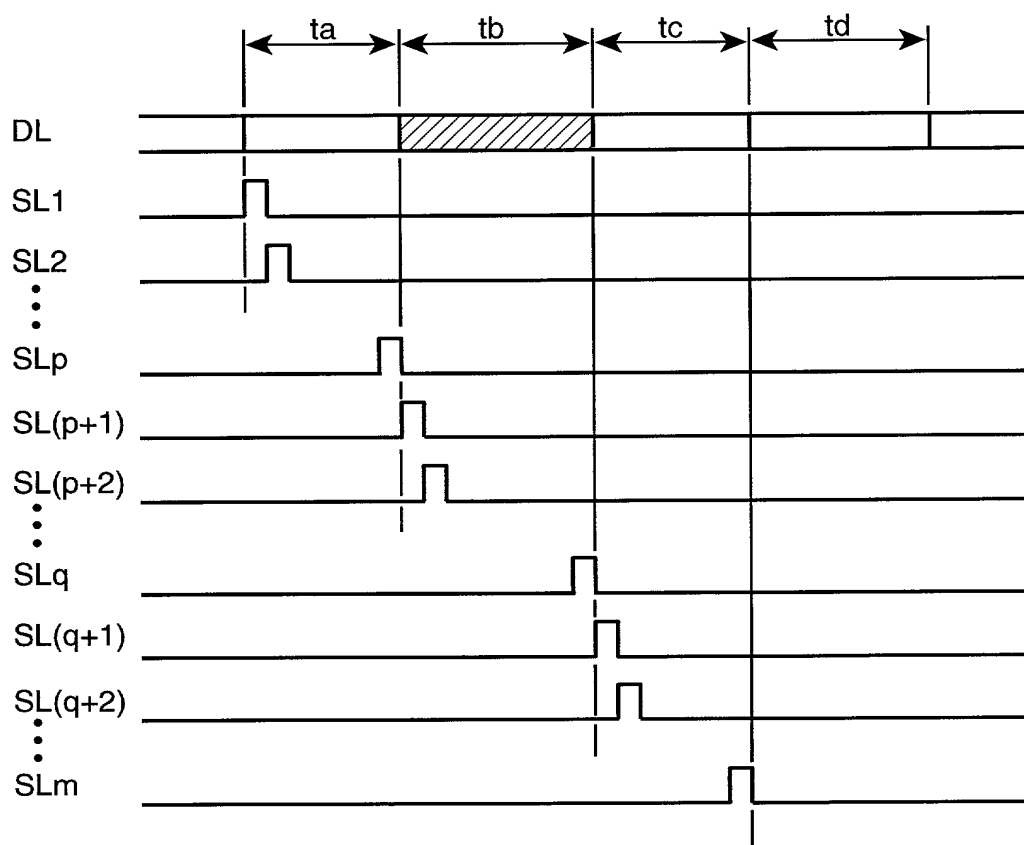 ta tb tc td
DL
SL1
SL2
SLp
SL(p+1)
SL(p+2)
SLq
SL(q+1)
SL(q+2)
SLm